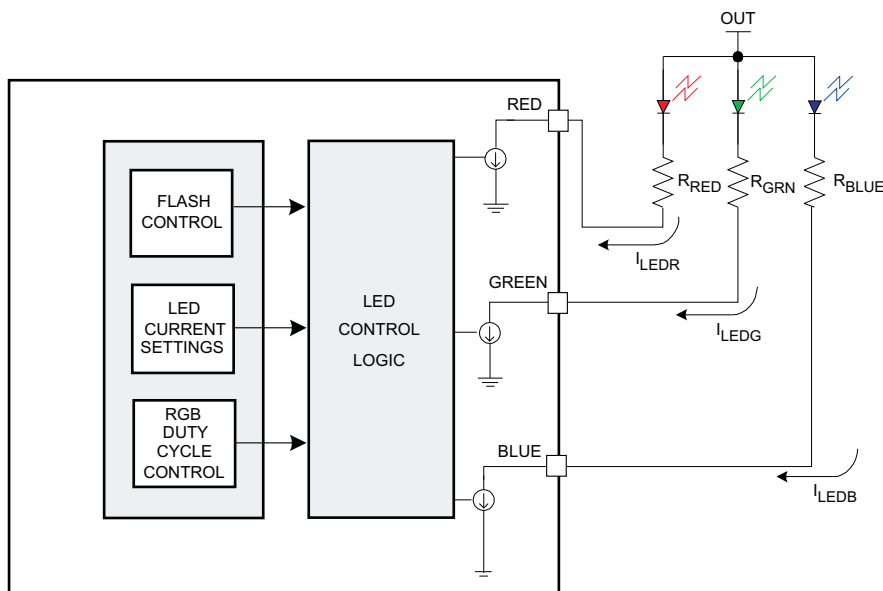 OUT
RED
R_RED
R_GRN
R_BLUE
FLASH
CONTROL
I_LEDR
GREEN
LED
CURRENT
SETTINGS
LED
CONTROL
LOGIC
I_LEDG
RGB
DUTY
CYCLE
CONTROL
BLUE
I_LEDB